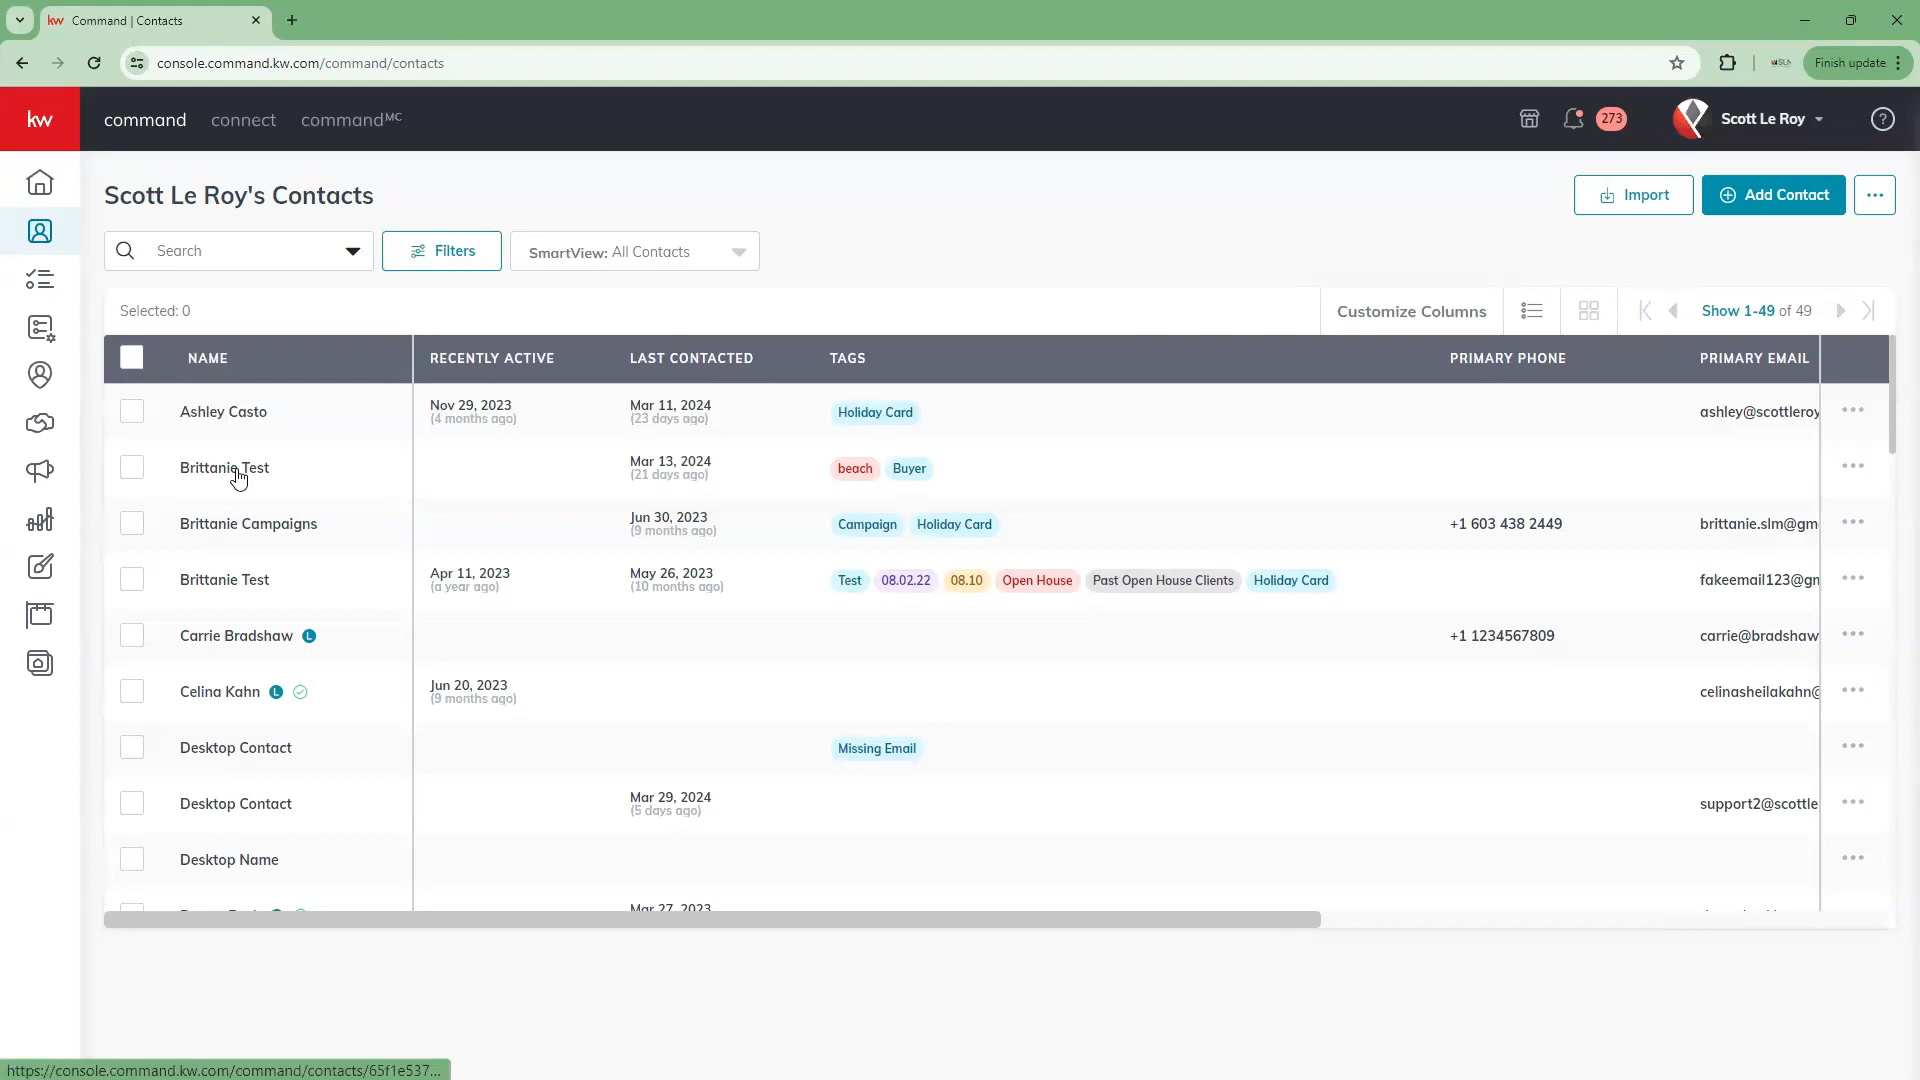 Command | Contacts
console.command.kw.com/command/contacts
Finish update
kw
command connect commandMC
273
Scott Le Roy
Scott Le Roy's Contacts
Import
Add Contact
Search
Filters
SmartView: All Contacts
Selected: 0
Customize Columns
Show 1-49 of 49
NAME RECENTLY ACTIVE LAST CONTACTED TAGS PRIMARY PHONE PRIMARY EMAIL
Ashley Casto
Nov 29, 2023
(4 months ago)
Mar 11, 2024
(23 days ago)
Holiday Card
ashley@scottleroy
Brittanie Test
Mar 13, 2024
(21 days ago)
beach Buyer
Brittanie Campaigns
Jun 30, 2023
(9 months ago)
Campaign Holiday Card
+1 603 438 2449
brittanie.slm@gm
Brittanie Test
Apr 11, 2023
(a year ago)
May 26, 2023
(10 months ago)
Test 08.02.22 08.10 Open House Past Open House Clients Holiday Card
fakeemail123@gm
Carrie Bradshaw L
+1 1234567809
carrie@bradshaw
Celina Kahn L
Jun 20, 2023
(9 months ago)
celinasheilakahn@
Desktop Contact
Missing Email
Desktop Contact
Mar 29, 2024
(5 days ago)
support2@scottle
Desktop Name
Mar 27, 2023
https://console.command.kw.com/command/contacts/65f1e537...